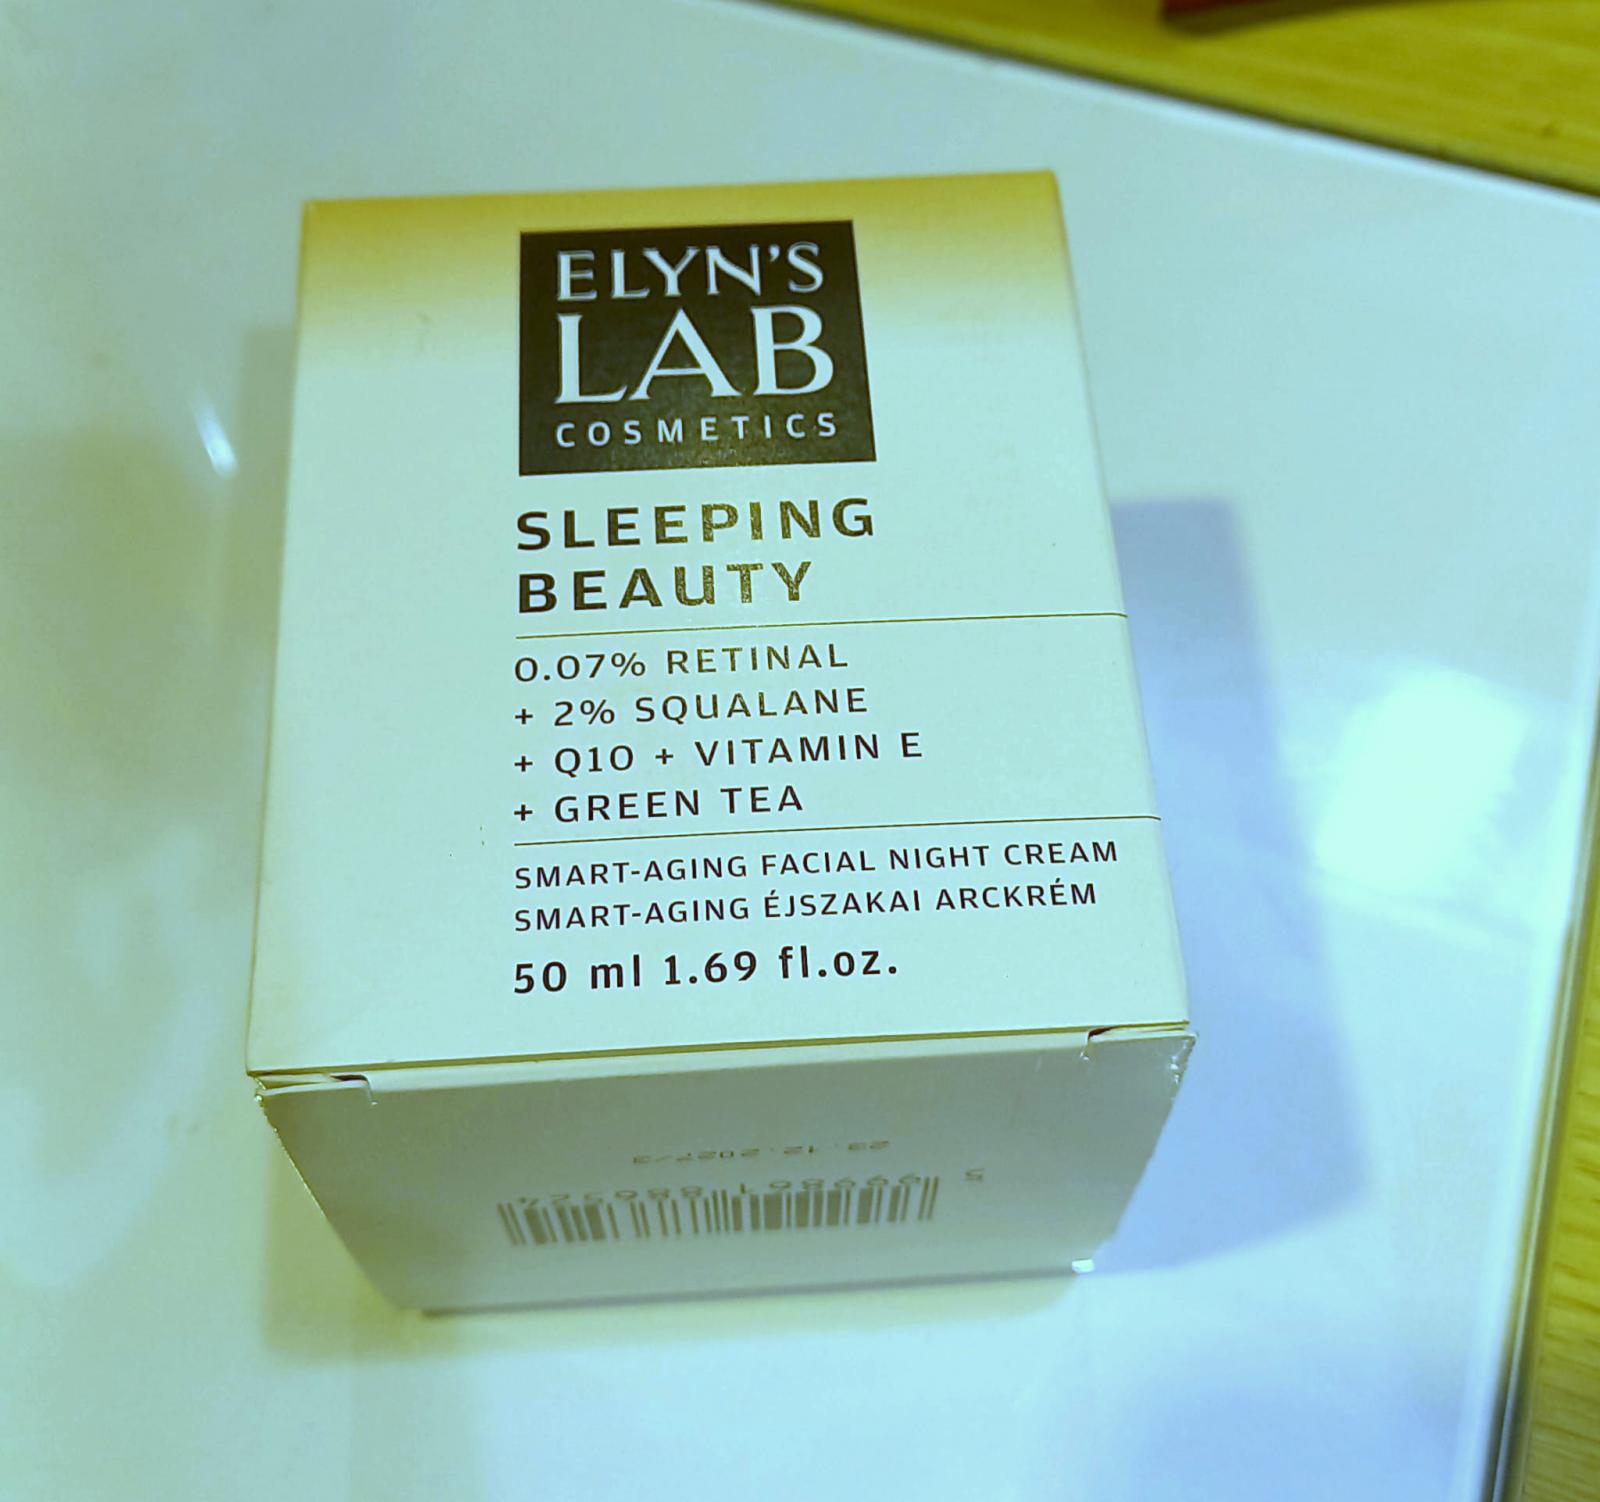 ELYN'S
LAB
COSMETICS
SLEEPING
BEAUTY
0.07% RETINAL
+ 2% SQUALANE
+ Q10 + VITAMIN E
+ GREEN TEA
SMART-AGING FACIAL NIGHT CREAM
SMART-AGING ÉJSZAKAI ARCKRÉM
50 ml 1.69 fl.oz.